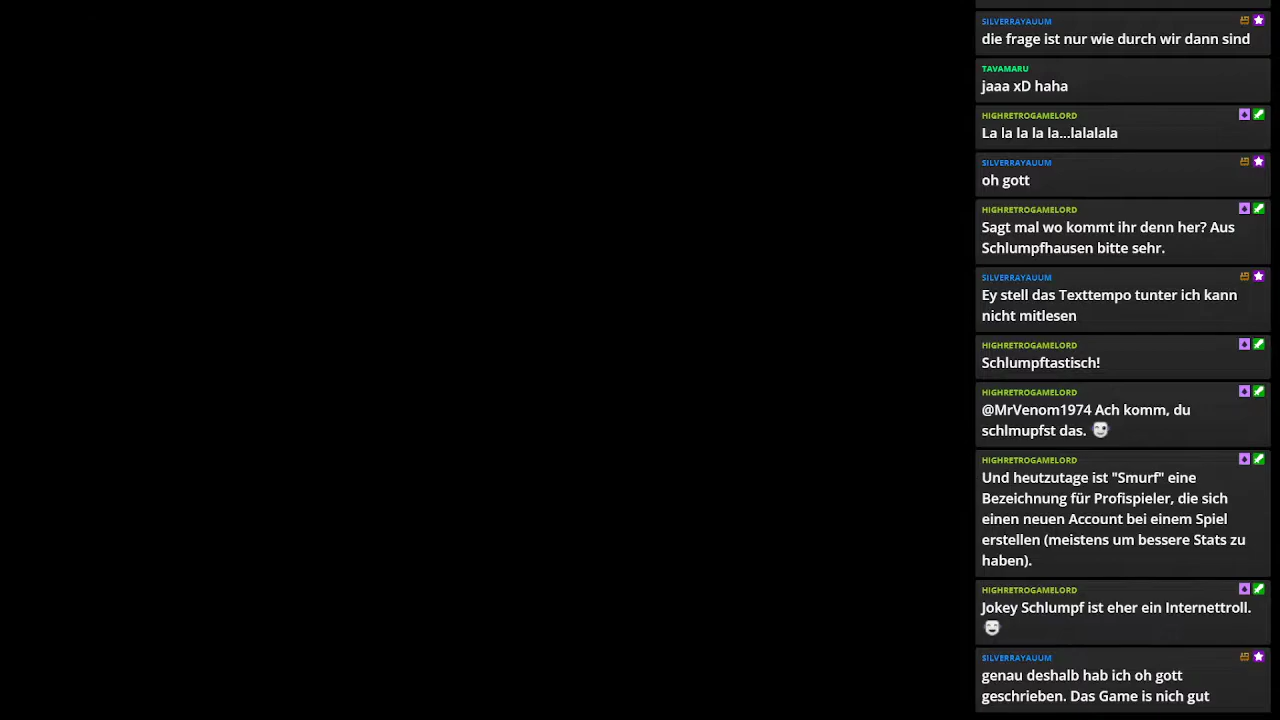 SILVERRAYAUUM
die frage ist nur wie durch wir dann sind
TAVAMARU
jaaa xD haha
HIGHRETROGAMELORD
La la la la la...lalalala
SILVERRAYAUUM
oh gott
HIGHRETROGAMELORD
Sagt mal wo kommt ihr denn her? Aus
Schlumpfhausen bitte sehr.
SILVERRAYAUUM
Ey stell das Texttempo tunter ich kann
nicht mitlesen
HIGHRETROGAMELORD
Schlumpftastisch!
HIGHRETROGAMELORD
@MrVenom1974 Ach komm, du
schlmupfst das.
HIGHRETROGAMELORD
Und heutzutage ist "Smurf" eine
Bezeichnung für Profispieler, die sich
einen neuen Account bei einem Spiel
erstellen (meistens um bessere Stats zu
haben).
HIGHRETROGAMELORD
Jokey Schlumpf ist eher ein Internettroll.
SILVERRAYAUUM
genau deshalb hab ich oh gott
geschrieben. Das Game is nich gut